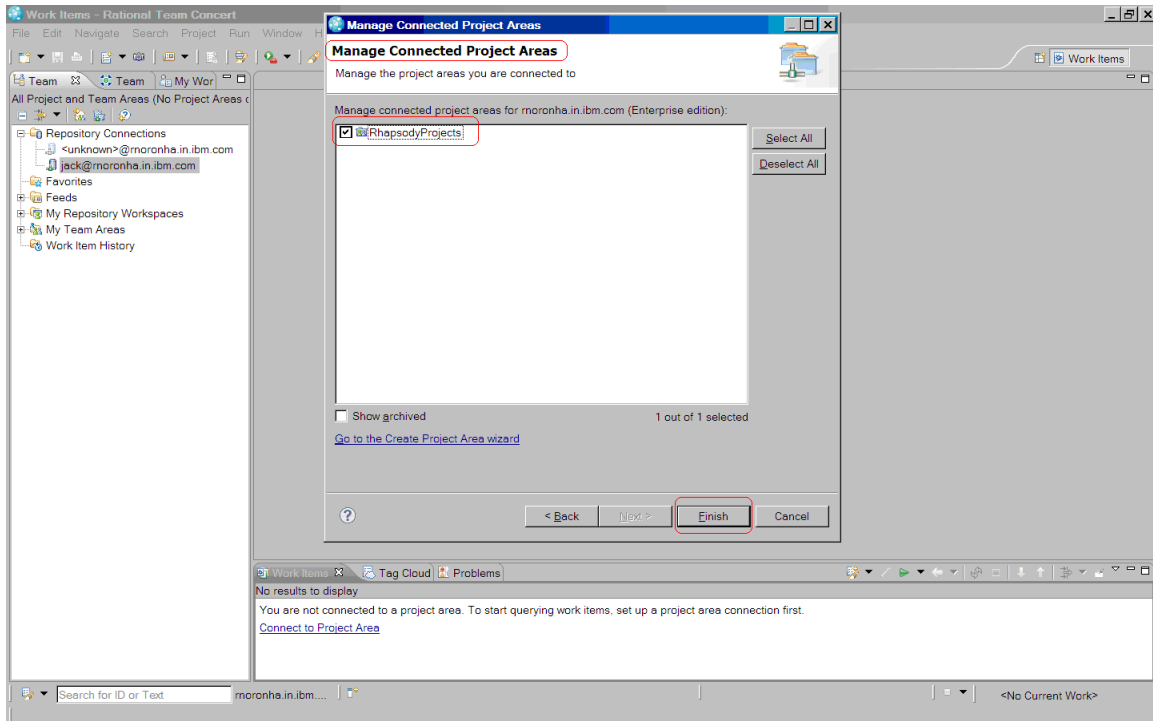 Work Items - Rational Team Concert
File Edit Navigate Search Project Run Window H
Team
Team
My Wor
Work Items
All Project and Team Areas (No Project Areas c
Repository Connections
<unknown>@rnoronha.in.ibm.com
jack@rnoronha.in.ibm.com
Favorites
Feeds
My Repository Workspaces
My Team Areas
Work Item History
Manage Connected Project Areas
Manage Connected Project Areas
Manage the project areas you are connected to
Manage connected project areas for rnoronha.in.ibm.com (Enterprise edition):
RhapsodyProjects
Select All
Deselect All
Show archived
1 out of 1 selected
Go to the Create Project Area wizard
< Back
Next >
Finish
Cancel
Work Items
Tag Cloud
Problems
No results to display
You are not connected to a project area. To start querying work items, set up a project area connection first.
Connect to Project Area
Search for ID or Text
rnoronha.in.ibm....
<No Current Work>